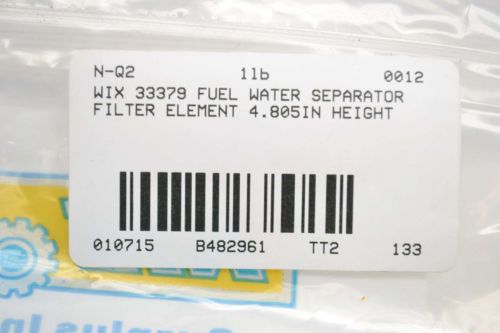 N-Q2 1lb 0012
WIX 33379 FUEL WATER SEPARATOR
FILTER ELEMENT 4.805IN HEIGHT
010715 B482961 TT2 133